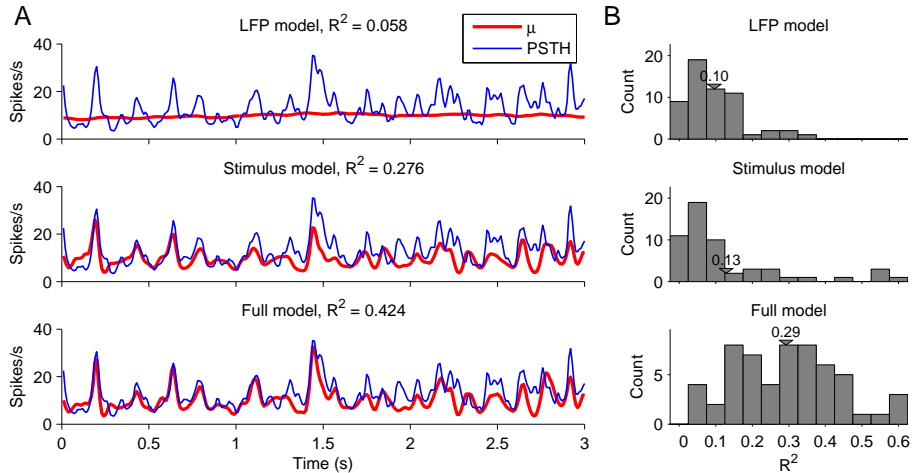 A
LFP model, R² = 0.058
μ
PSTH
Spikes/s
40
20
0
Stimulus model, R² = 0.276
Spikes/s
40
20
0
Full model, R² = 0.424
Spikes/s
40
20
0
0 0.5 1 1.5 2 2.5 3
Time (s)
B
LFP model
Count
20
10
0
0.10
Stimulus model
Count
20
10
0
0.13
Full model
Count
5
0
0.29
0 0.1 0.2 0.3 0.4 0.5 0.6
R²